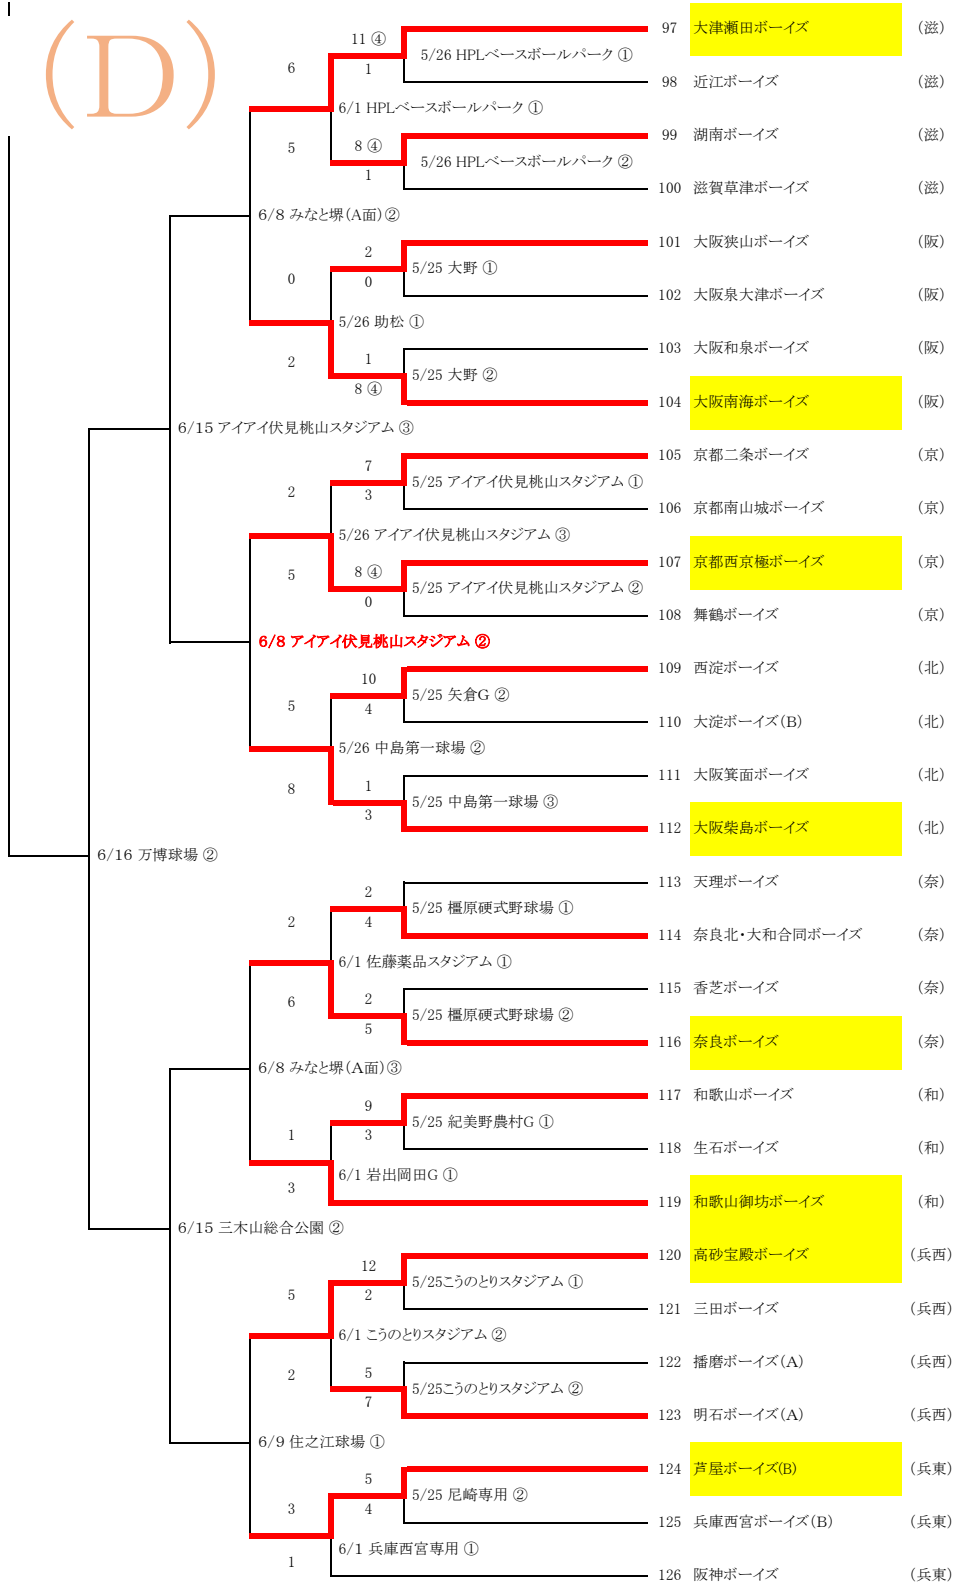 (D)
11 ④
97 大津瀬田ボーイズ (滋)
5/26 HPLベースボールパーク ①
6
1
98 近江ボーイズ (滋)
6/1 HPLベースボールパーク ①
99 湖南ボーイズ (滋)
5
8 ④
5/26 HPLベースボールパーク ②
1
100 滋賀草津ボーイズ (滋)
6/8 みなと堺(A面)②
101 大阪狭山ボーイズ (阪)
2
5/25 大野 ①
0
0
102 大阪泉大津ボーイズ (阪)
5/26 助松 ①
103 大阪和泉ボーイズ (阪)
2
1
5/25 大野 ②
8 ④
104 大阪南海ボーイズ (阪)
6/15 アイアイ伏見桃山スタジアム ③
105 京都二条ボーイズ (京)
7
5/25 アイアイ伏見桃山スタジアム ①
2
3
106 京都南山城ボーイズ (京)
5/26 アイアイ伏見桃山スタジアム ③
107 京都西京極ボーイズ (京)
5
8 ④
5/25 アイアイ伏見桃山スタジアム ②
0
108 舞鶴ボーイズ (京)
6/8 アイアイ伏見桃山スタジアム ②
109 西淀ボーイズ (北)
10
5/25 矢倉G ②
5
4
110 大淀ボーイズ(B) (北)
5/26 中島第一球場 ②
111 大阪箕面ボーイズ (北)
8
1
5/25 中島第一球場 ③
3
112 大阪柴島ボーイズ (北)
6/16 万博球場 ②
113 天理ボーイズ (奈)
2
5/25 橿原硬式野球場 ①
2
4
114 奈良北・大和合同ボーイズ (奈)
6/1 佐藤薬品スタジアム ①
115 香芝ボーイズ (奈)
6
2
5/25 橿原硬式野球場 ②
5
116 奈良ボーイズ (奈)
6/8 みなと堺(A面)③
117 和歌山ボーイズ (和)
9
5/25 紀美野農村G ①
1
3
118 生石ボーイズ (和)
6/1 岩出岡田G ①
3
119 和歌山御坊ボーイズ (和)
6/15 三木山総合公園 ②
120 高砂宝殿ボーイズ (兵西)
12
5/25こうのとりスタジアム ①
5
2
121 三田ボーイズ (兵西)
6/1 こうのとりスタジアム ②
122 播磨ボーイズ(A) (兵西)
2
5
5/25こうのとりスタジアム ②
7
123 明石ボーイズ(A) (兵西)
6/9 住之江球場 ①
124 芦屋ボーイズ(B) (兵東)
5
5/25 尼崎専用 ②
3
4
125 兵庫西宮ボーイズ(B) (兵東)
6/1 兵庫西宮専用 ①
1
126 阪神ボーイズ (兵東)